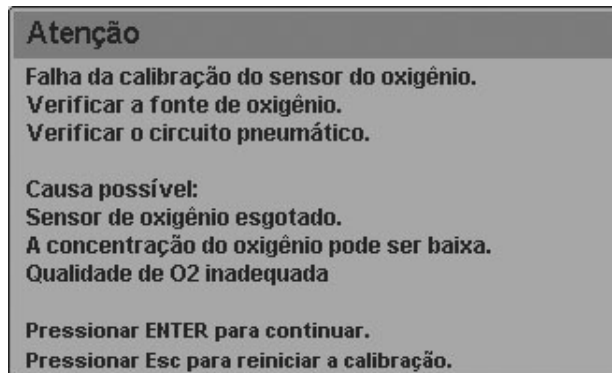 Atenção
Falha da calibração do sensor do oxigênio.
Verificar a fonte de oxigênio.
Verificar o circuito pneumático.
Causa possível:
Sensor de oxigênio esgotado.
A concentração do oxigênio pode ser baixa.
Qualidade de O2 inadequada
Pressionar ENTER para continuar.
Pressionar Esc para reiniciar a calibração.